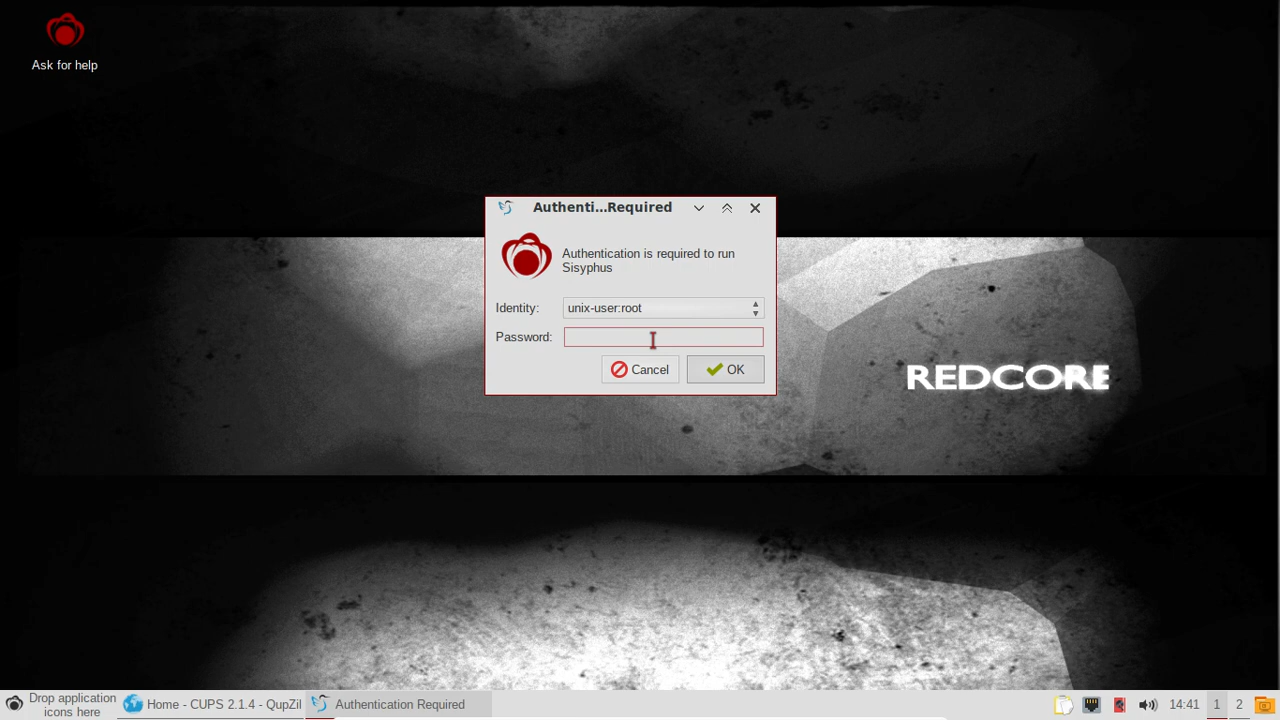 Ask for help
Authenti...Required
Authentication is required to run
Sisyphus
Identity:
unix-user:root
Password:
Cancel
OK
REDCORE
Drop application
icons here
Home - CUPS 2.1.4 - QupZil
Authentication Required
14:41
1
2